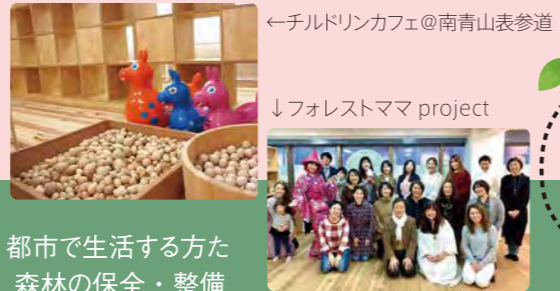 ←チルドリンカフェ@南青山表参道
↓フォレストママ project
都市で生活する方た
森林の保全・整備